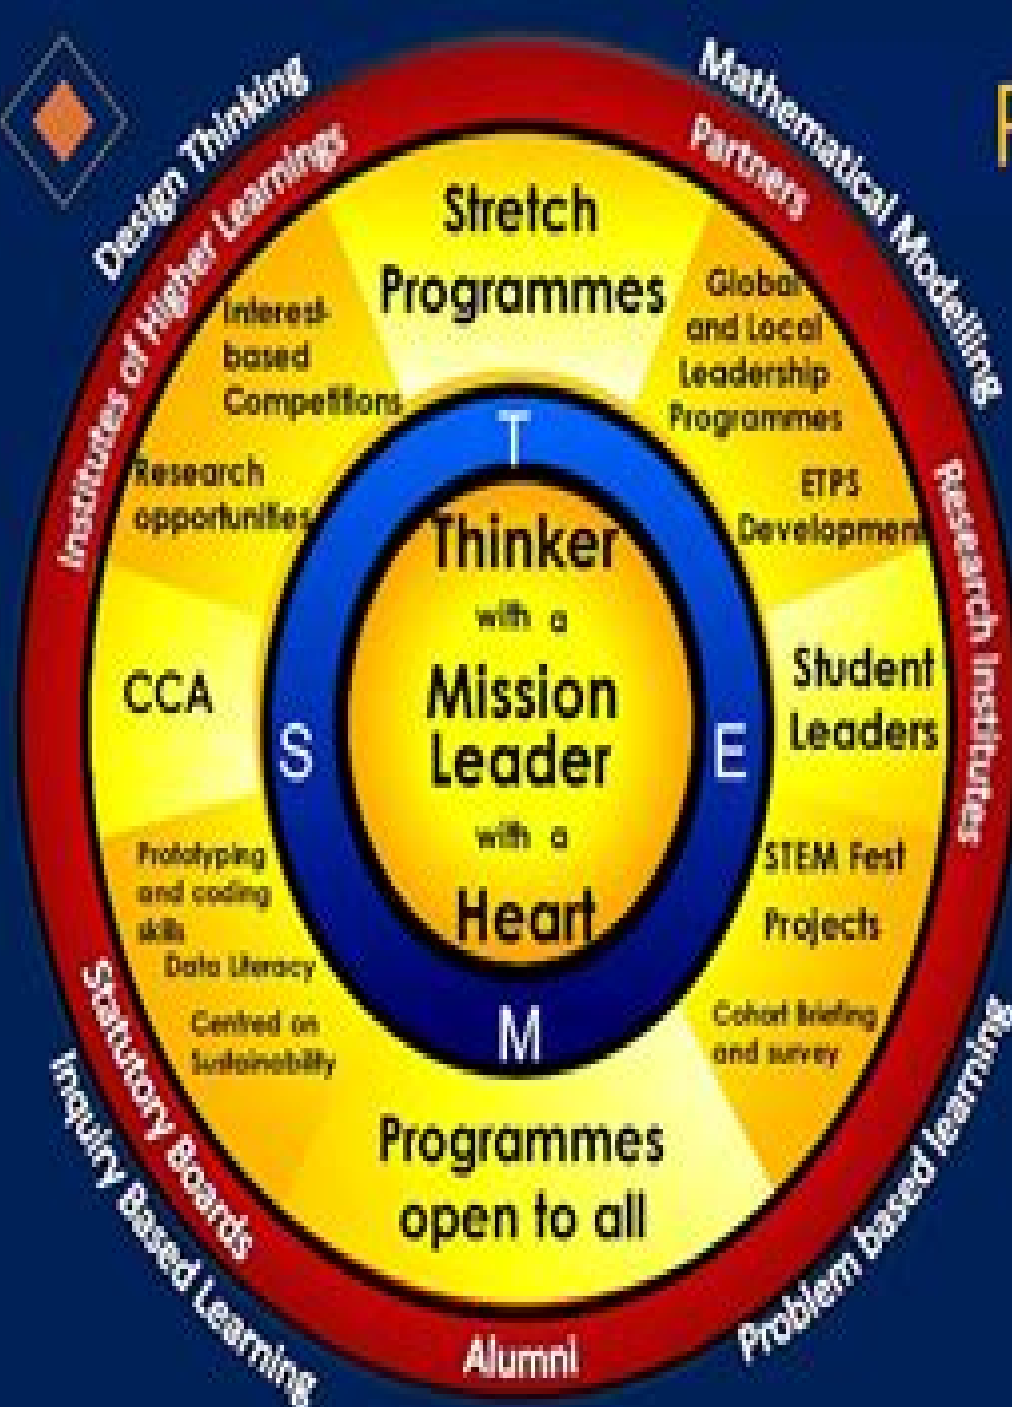 Design Thinking
Mathematical Modelling
Institutes of Higher Learnings
Partners
Research Institutes
Stretch
Programmes
Interest-
based
Competitions
Research
opportunities
Global
and Local
Leadership
Programmes
ETPS
Development
T
S
E
M
Thinker
with a
Mission
Leader
with a
Heart
CCA
Student
Leaders
Prototyping
and coding
skills
Data Literacy
Centred on
Sustainability
STEM Fest
Projects
Cohort Briefing
and survey
Programmes
open to all
Statutory Boards
Alumni
Inquiry Based Learning
Problem based learning